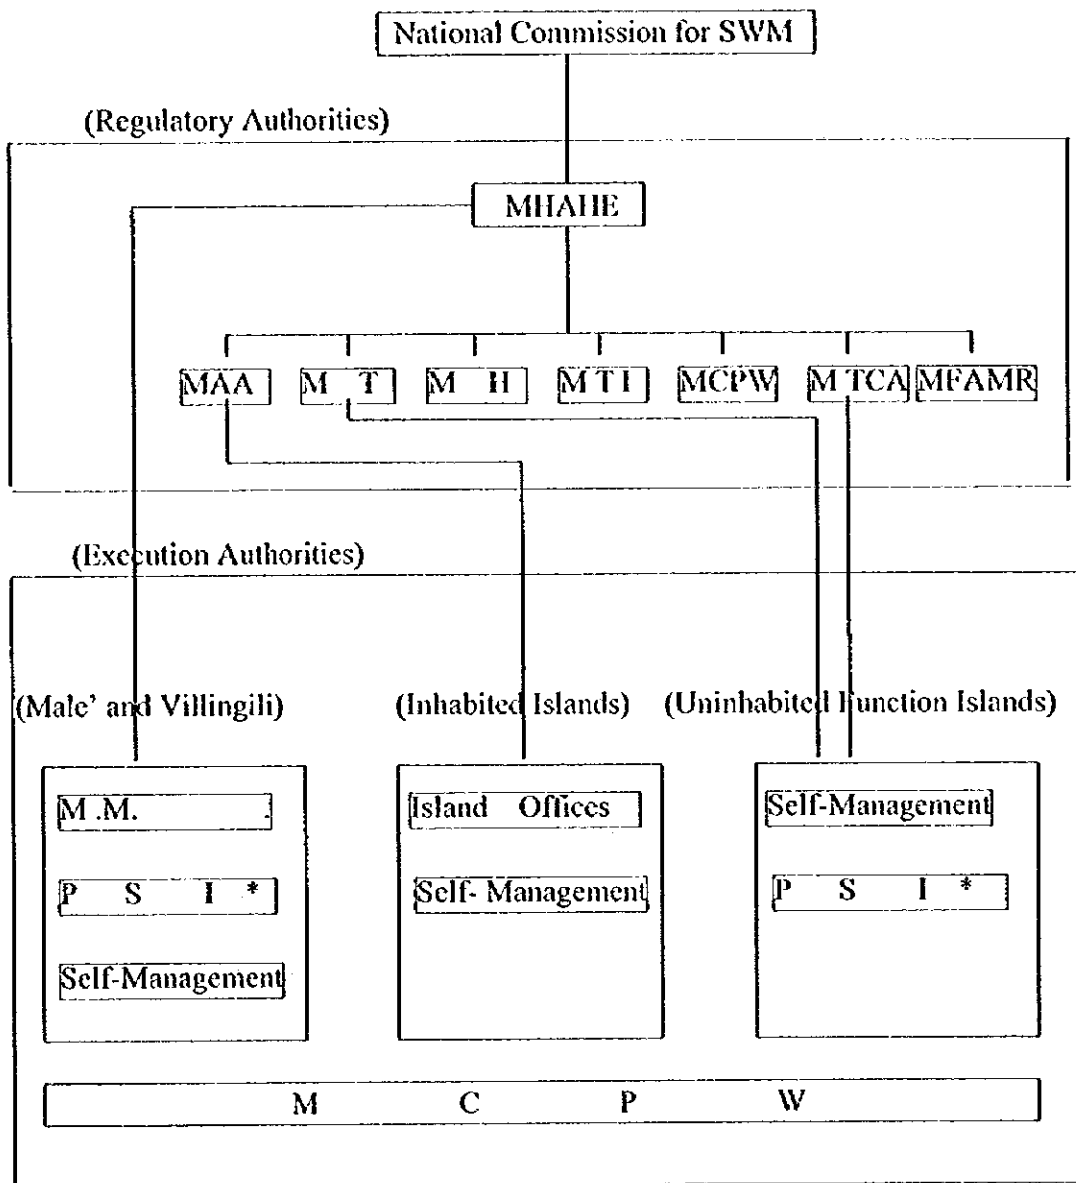 National Commission for SWM
(Regulatory Authorities)
MHAHE
MAA M T M H M T I MCPW M TCA MFAMR
(Execution Authorities)
(Male' and Villingili) (Inhabited Islands) (Uninhabited Function Islands)
M .M. .
Island Offices
Self-Management
P S I *
Self- Management
P S I *
Self-Management
M C P W